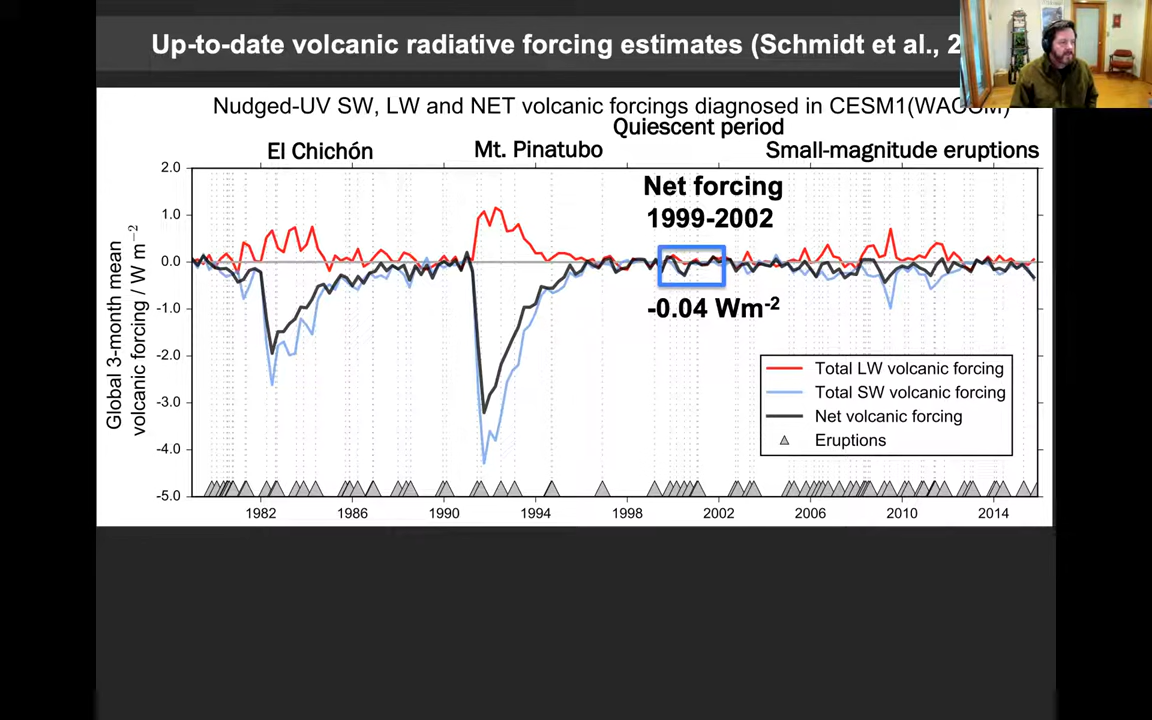 Up-to-date volcanic radiative forcing estimates (Schmidt et al., 2
Nudged-UV SW, LW and NET volcanic forcings diagnosed in CESM1(WACCM)
Quiescent period
El Chichón
Mt. Pinatubo
Small-magnitude eruptions
Net forcing
1999-2002
-0.04 Wm-2
Global 3-month mean
volcanic forcing / W m−2
2.0
1.0
0.0
-1.0
-2.0
-3.0
-4.0
-5.0
Total LW volcanic forcing
Total SW volcanic forcing
Net volcanic forcing
Eruptions
1982
1986
1990
1994
1998
2002
2006
2010
2014